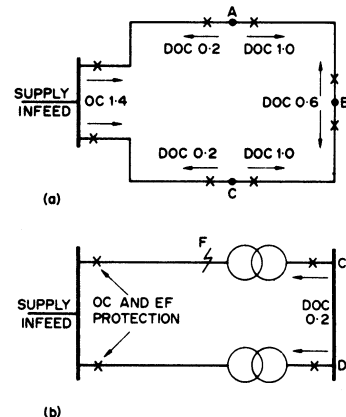 A
DOC 0·2 DOC 1·0
SUPPLY
INFEED
OC 1·4
DOC 0·6
B
DOC 0·2 DOC 1·0
C
(a)
F
C
SUPPLY
INFEED
OC AND EF
PROTECTION
DOC
0·2
D
(b)